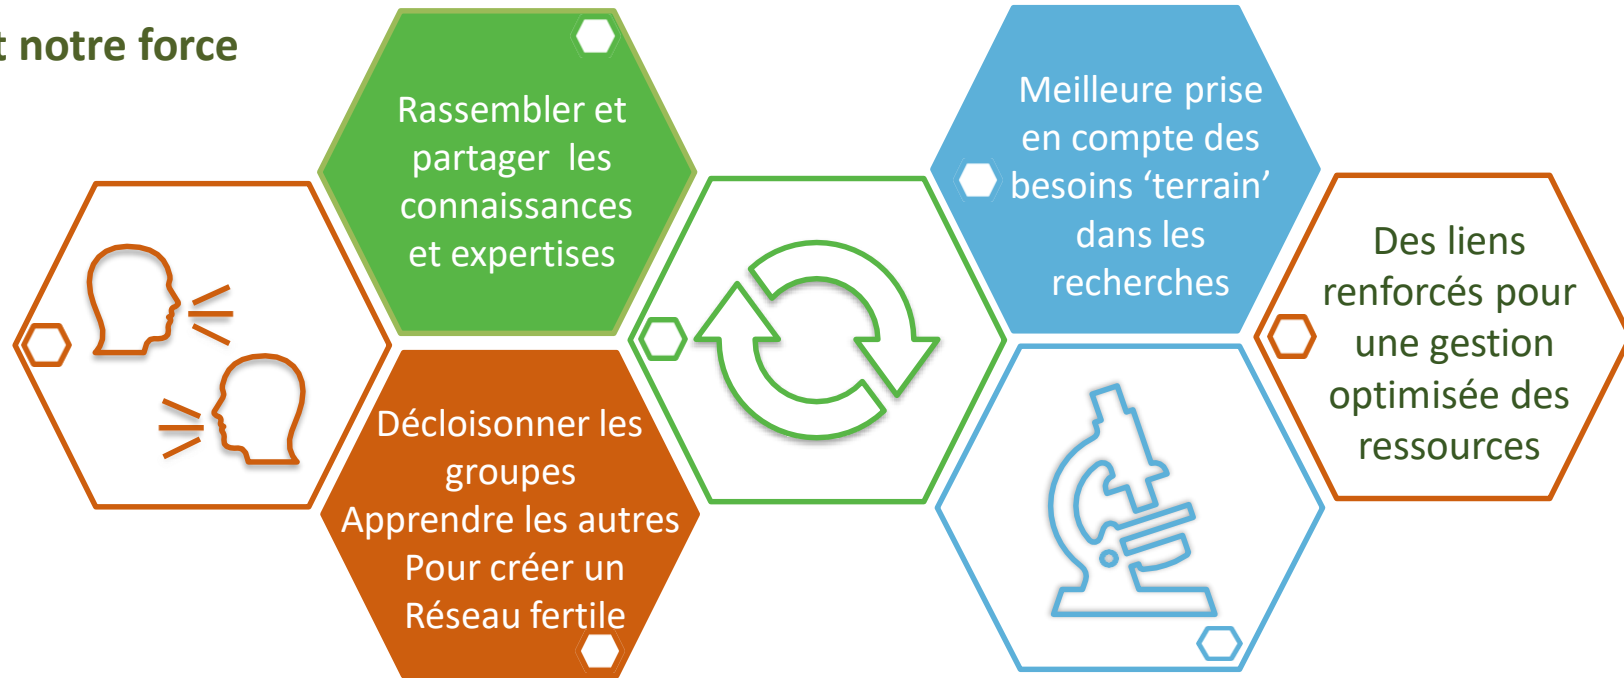 t notre force
Rassembler et
partager les
connaissances
et expertises
Décloisonner les
groupes
Apprendre les autres
Pour créer un
Réseau fertile
Meilleure prise
en compte des
besoins ‘terrain’
dans les
recherches
Des liens
renforcés pour
une gestion
optimisée des
ressources